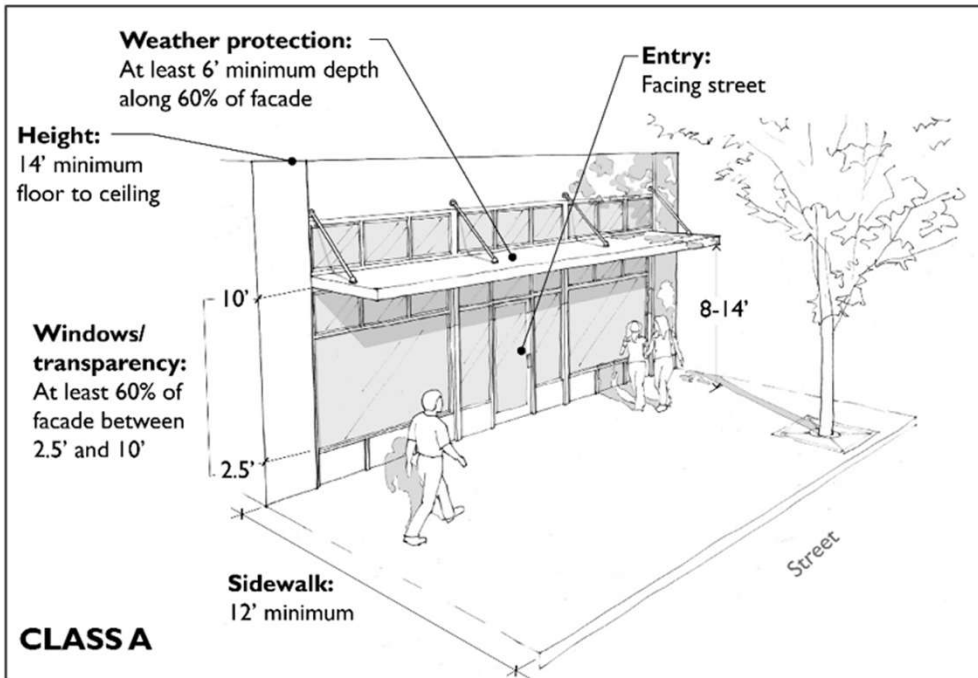 Weather protection:
At least 6’ minimum depth
along 60% of facade
Entry:
Facing street
Height:
14’ minimum
floor to ceiling
10’
8-14’
Windows/
transparency:
At least 60% of
facade between
2.5’ and 10’
2.5’
Sidewalk:
12’ minimum
Street
CLASS A